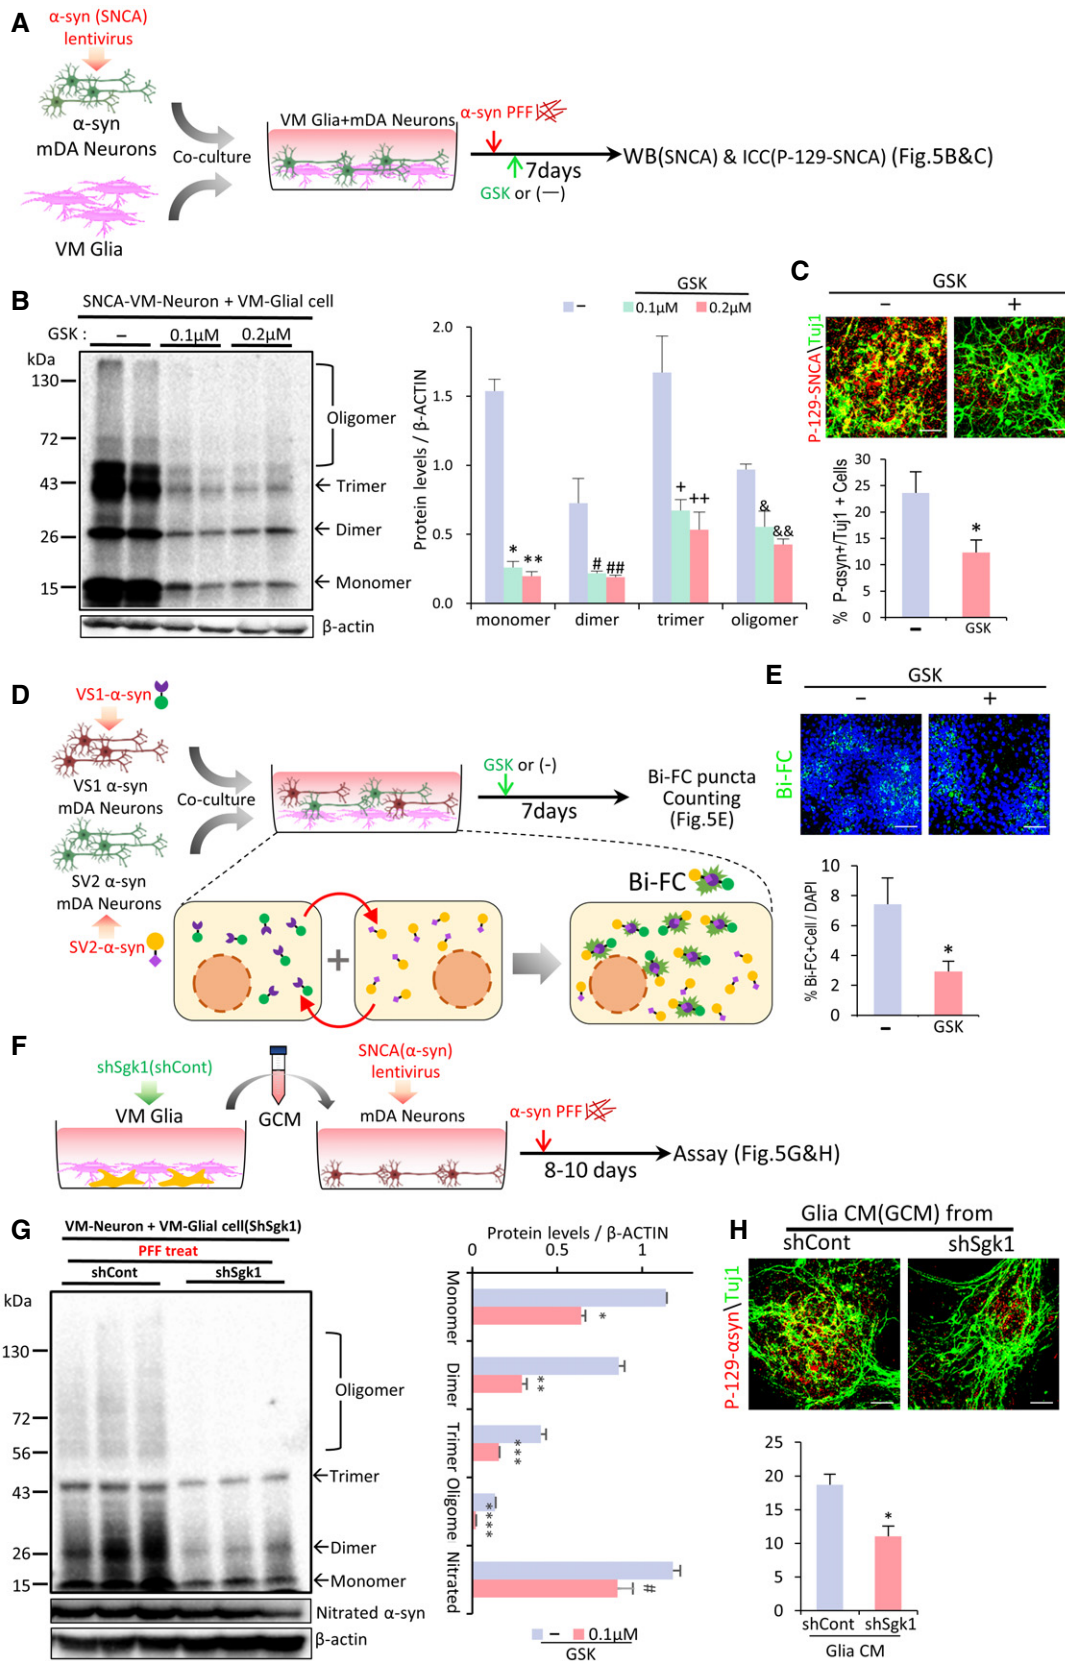 A
α-syn (SNCA)
lentivirus
α-syn
mDA Neurons
VM Glia
Co-culture
VM Glia+mDA Neurons
α-syn PFF
7days
GSK or (—)
WB(SNCA) & ICC(P-129-SNCA) (Fig.5B&C)
B
SNCA-VM-Neuron + VM-Glial cell
GSK :
–
0.1μM
0.2μM
kDa
130
72
43
26
15
Oligomer
←Trimer
←Dimer
←Monomer
β-actin
GSK
–
0.1μM
0.2μM
Protein levels / β-ACTIN
2.0
1.5
1.0
0.5
0.0
*
**
#
##
+
++
&
&&
monomer
dimer
trimer
oligomer
C
GSK
–
+
P-129-SNCA\Tuj1
% P-αsyn+/Tuj1 + Cells
30
25
20
15
10
5
0
*
–
GSK
D
VS1-α-syn
VS1 α-syn
mDA Neurons
Co-culture
SV2 α-syn
mDA Neurons
SV2-α-syn
GSK or (-)
7days
Bi-FC puncta
Counting
(Fig.5E)
Bi-FC
+
E
GSK
–
+
Bi-FC
% Bi-FC+Cell / DAPI
10
8
6
4
2
0
*
–
GSK
F
shSgk1(shCont)
VM Glia
GCM
SNCA(α-syn)
lentivirus
mDA Neurons
α-syn PFF
8-10 days
Assay (Fig.5G&H)
G
VM-Neuron + VM-Glial cell(ShSgk1)
PFF treat
shCont
shSgk1
kDa
130
72
56
43
26
15
Oligomer
←Trimer
←Dimer
←Monomer
Nitrated α-syn
β-actin
Protein levels / β-ACTIN
0
0.5
1
Monomer
Dimer
Trimer
Oligome
Nitrated
*
**
***
****
#
–
0.1μM
GSK
H
Glia CM(GCM) from
shCont
shSgk1
P-129-αsyn\Tuj1
25
20
15
10
5
0
*
shCont
shSgk1
Glia CM